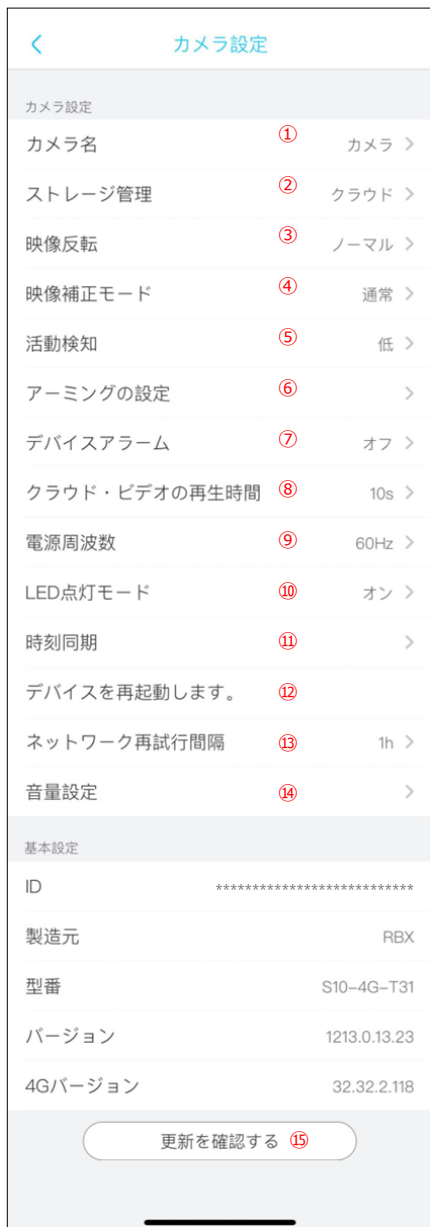 カメラ設定
カメラ設定
カメラ名 ① カメラ
ストレージ管理 ② クラウド
映像反転 ③ ノーマル
映像補正モード ④ 通常
活動検知 ⑤ 低
アーミングの設定 ⑥
デバイスアラーム ⑦ オフ
クラウド・ビデオの再生時間 ⑧ 10s
電源周波数 ⑨ 60Hz
LED点灯モード ⑩ オン
時刻同期 ⑪
デバイスを再起動します。 ⑫
ネットワーク再試行間隔 ⑬ 1h
音量設定 ⑭
基本設定
ID ***************************
製造元 RBX
型番 S10-4G-T31
バージョン 1213.0.13.23
4Gバージョン 32.32.2.118
更新を確認する ⑮